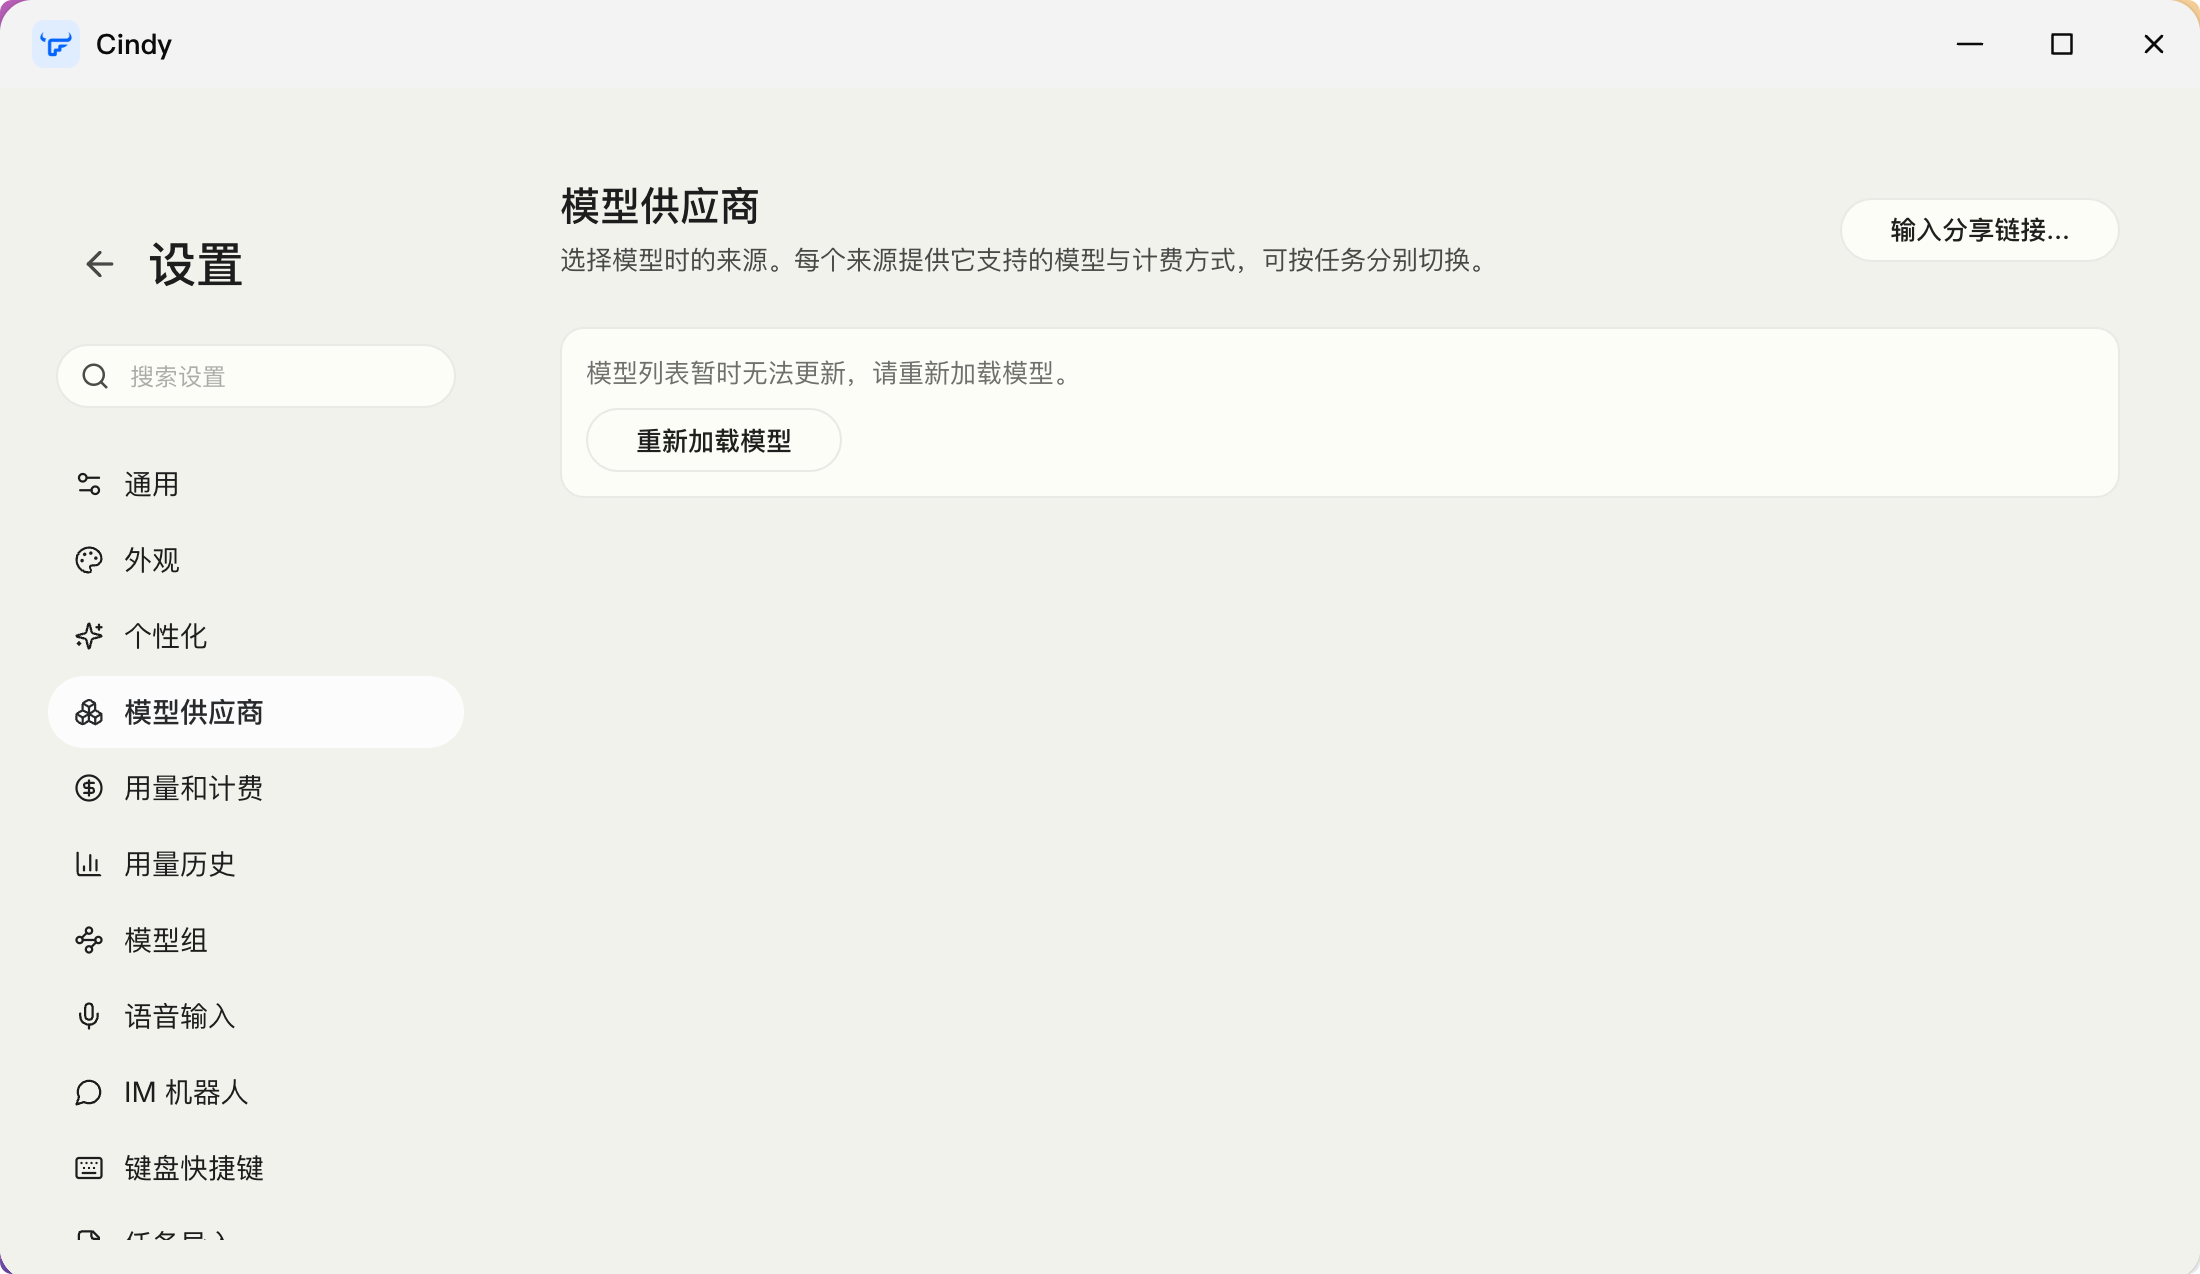 Cindy
设置
搜索设置
通用
外观
个性化
模型供应商
用量和计费
用量历史
模型组
语音输入
IM 机器人
键盘快捷键
任务导入
模型供应商
选择模型时的来源。每个来源提供它支持的模型与计费方式，可按任务分别切换。
输入分享链接...
模型列表暂时无法更新，请重新加载模型。
重新加载模型